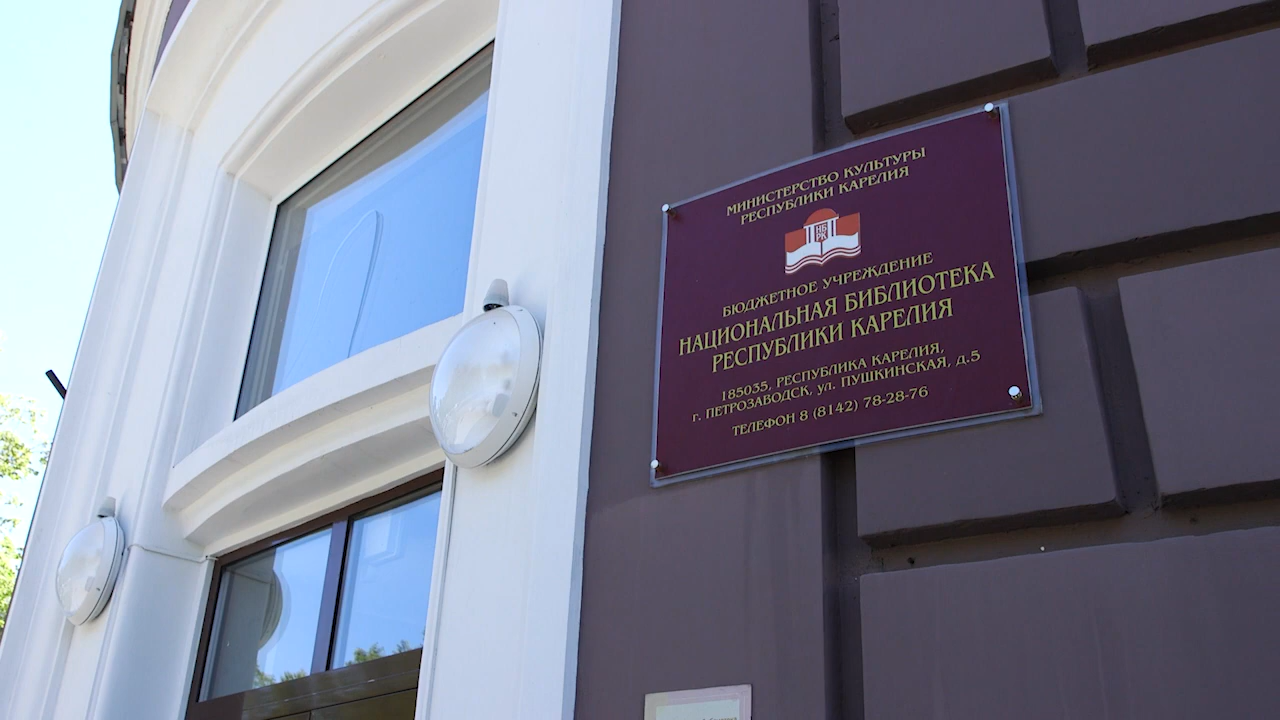 МИНИСТЕРСТВО КУЛЬТУРЫ
РЕСПУБЛИКИ КАРЕЛИЯ
НБ
РК
БЮДЖЕТНОЕ УЧРЕЖДЕНИЕ
НАЦИОНАЛЬНАЯ БИБЛИОТЕКА
РЕСПУБЛИКИ КАРЕЛИЯ
185035, РЕСПУБЛИКА КАРЕЛИЯ,
г. ПЕТРОЗАВОДСК, ул. ПУШКИНСКАЯ, д.5
ТЕЛЕФОН 8 (8142) 78-28-76